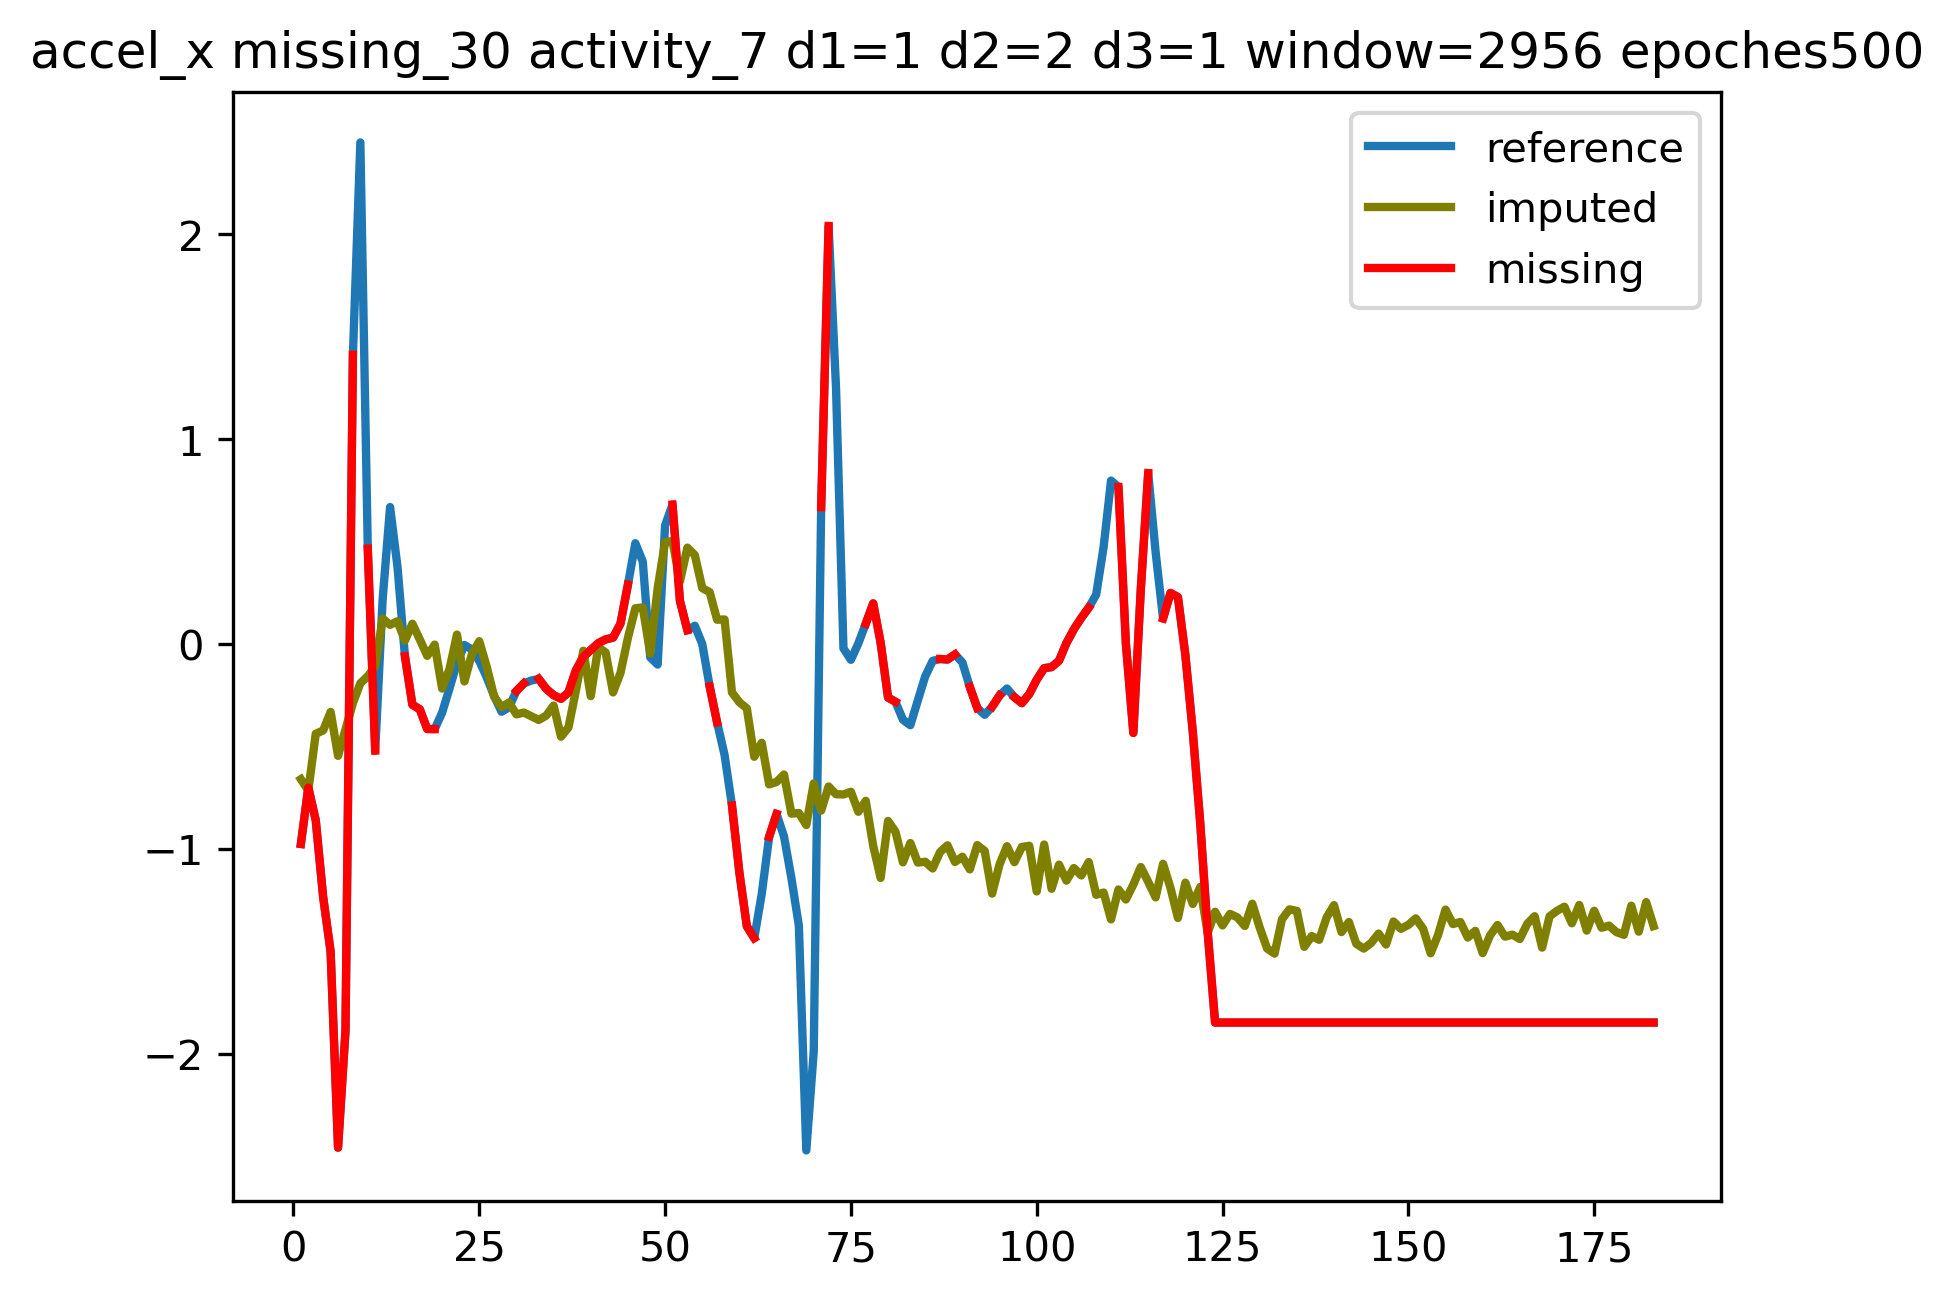 accel_x missing_30 activity_7 d1=1 d2=2 d3=1 window=2956 epoches500
reference
imputed
missing
2
1
0
−1
−2
0 25 50 75 100 125 150 175